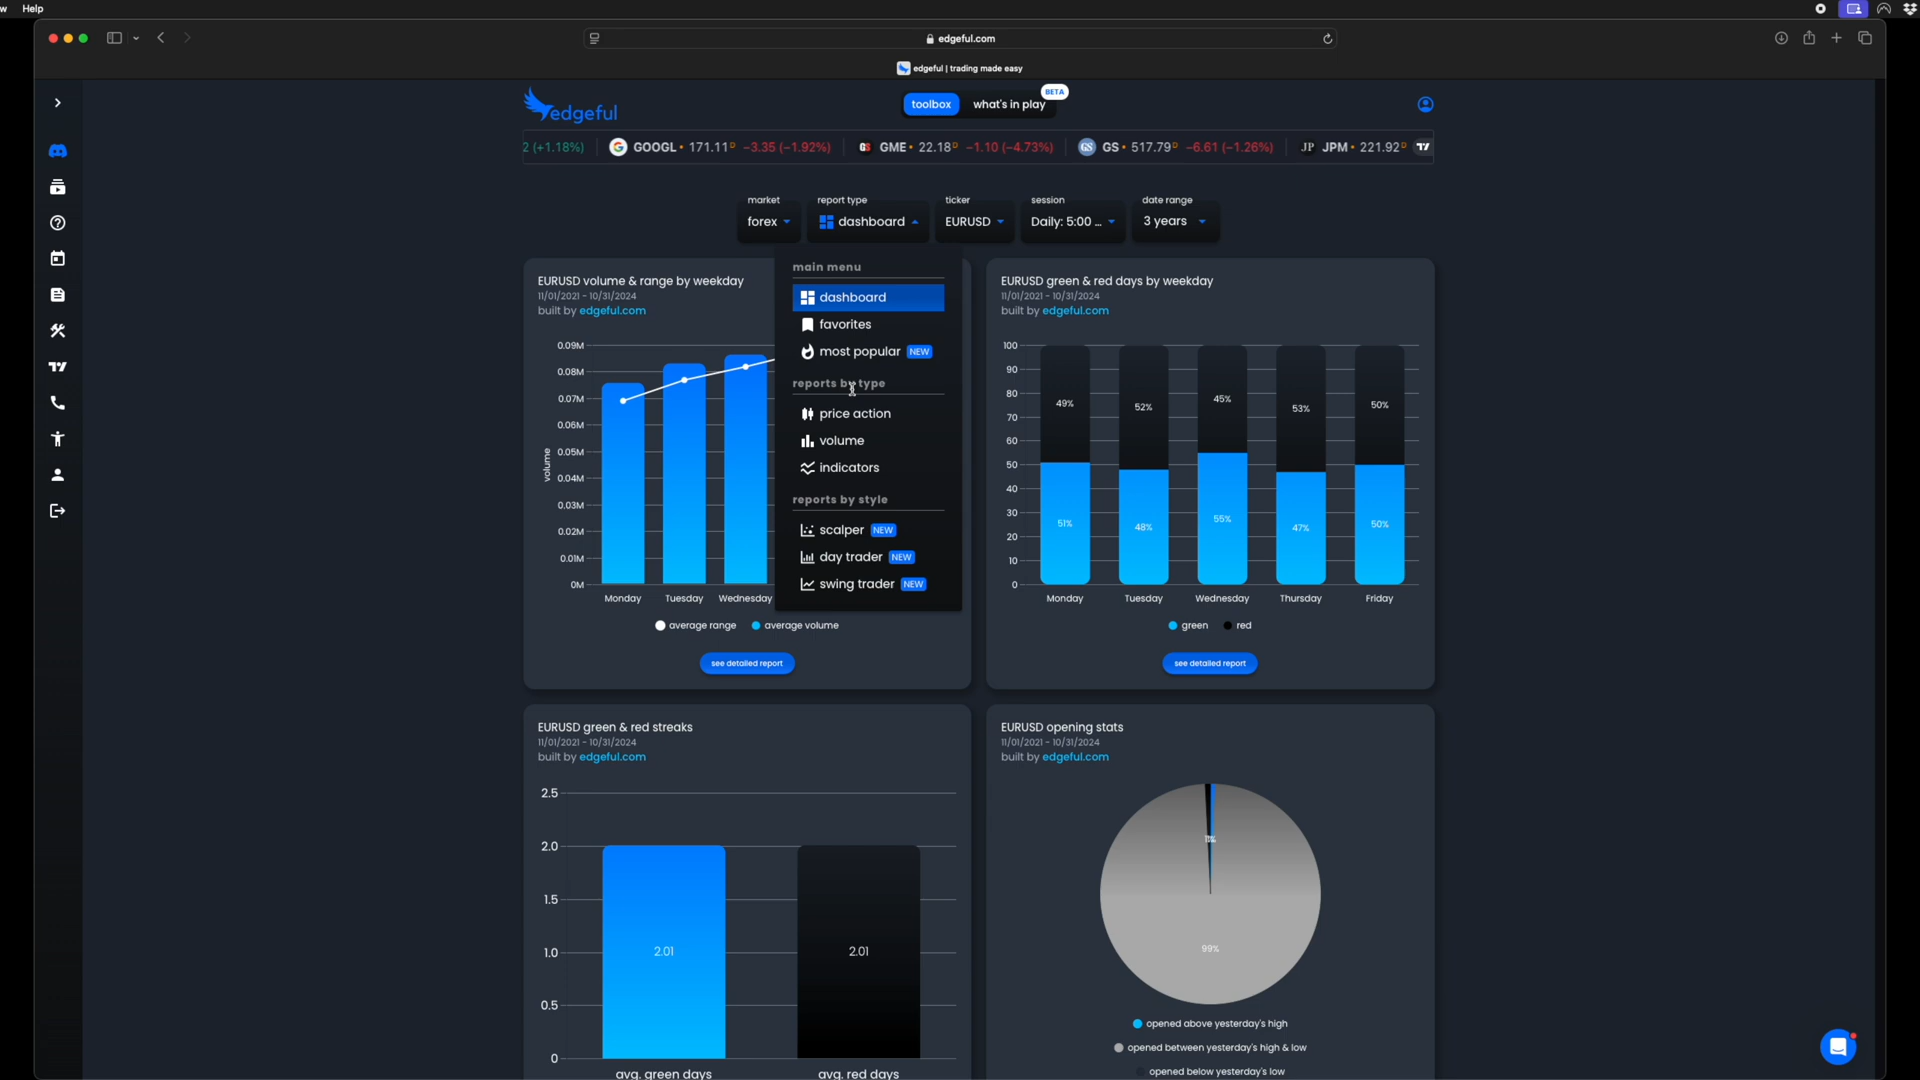 w Help
edgeful.com
edgeful | trading made easy
edgeful
toolbox
what's in play
BETA
2 (+1.18%)
GOOGL • 171.11 D −3.35 (−1.92%)
GME • 22.18 D −1.10 (−4.73%)
GS • 517.79 D −6.61 (−1.26%)
JP JPM • 221.92 D
market
forex
report type
dashboard
ticker
EURUSD
session
Daily: 5:00 ...
date range
3 years
main menu
dashboard
favorites
most popular NEW
reports by type
price action
volume
indicators
reports by style
scalper NEW
day trader NEW
swing trader NEW
EURUSD volume & range by weekday
11/01/2021 - 10/31/2024
built by edgeful.com
volume
0.09M
0.08M
0.07M
0.06M
0.05M
0.04M
0.03M
0.02M
0.01M
0M
Monday Tuesday Wednesday
average range average volume
see detailed report
EURUSD green & red days by weekday
11/01/2021 - 10/31/2024
built by edgeful.com
100
90
80
70
60
50
40
30
20
10
0
49% 52% 45% 53% 50%
51% 48% 55% 47% 50%
Monday Tuesday Wednesday Thursday Friday
green red
see detailed report
EURUSD green & red streaks
11/01/2021 - 10/31/2024
built by edgeful.com
2.5
2.0
1.5
1.0
0.5
0
2.01 2.01
avg. green days avg. red days
EURUSD opening stats
11/01/2021 - 10/31/2024
built by edgeful.com
99%
opened above yesterday's high
opened between yesterday's high & low
opened below yesterday's low